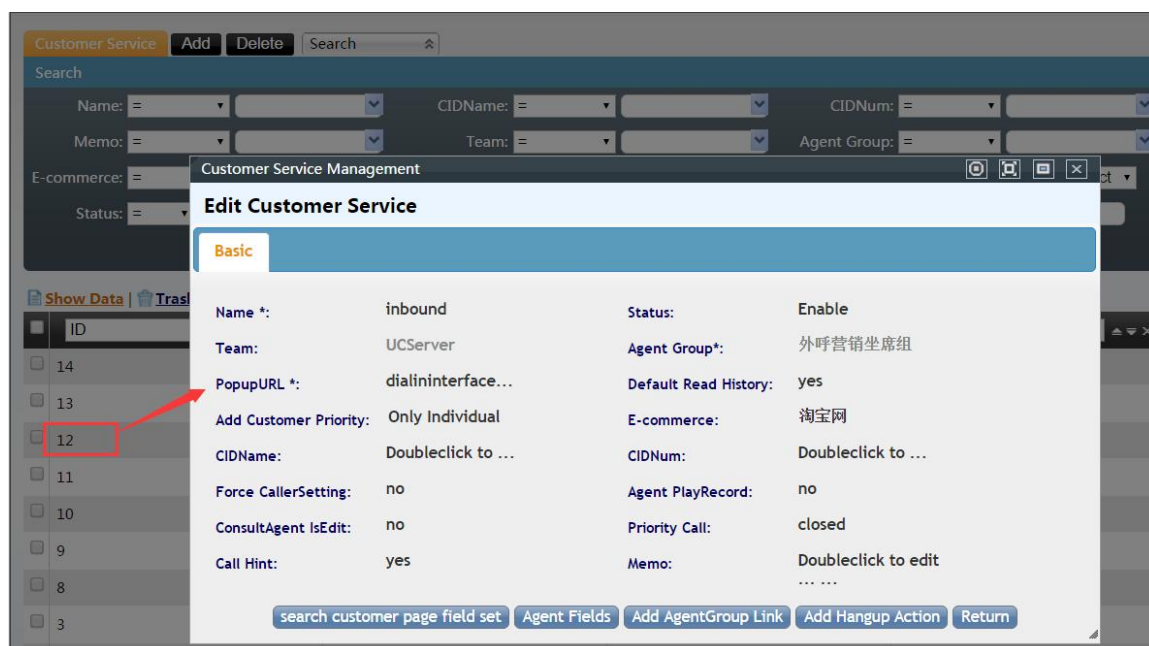 Customer Service Add Delete Search
Search
Name: = CIDName: = CIDNum: =
Memo: = Team: = Agent Group: =
E-commerce: =
Status: =
Customer Service Management
Edit Customer Service
Basic
Name *: inbound Status: Enable
Team: UCServer Agent Group*: 外呼营销坐席组
PopupURL *: dialininterface... Default Read History: yes
Add Customer Priority: Only Individual E-commerce: 淘宝网
CIDName: Doubleclick to ... CIDNum: Doubleclick to ...
Force CallerSetting: no Agent PlayRecord: no
ConsultAgent IsEdit: no Priority Call: closed
Call Hint: yes Memo: Doubleclick to edit
... ...
search customer page field set Agent Fields Add AgentGroup Link Add Hangup Action Return
Show Data |
ID
14
13
12
11
10
9
8
3